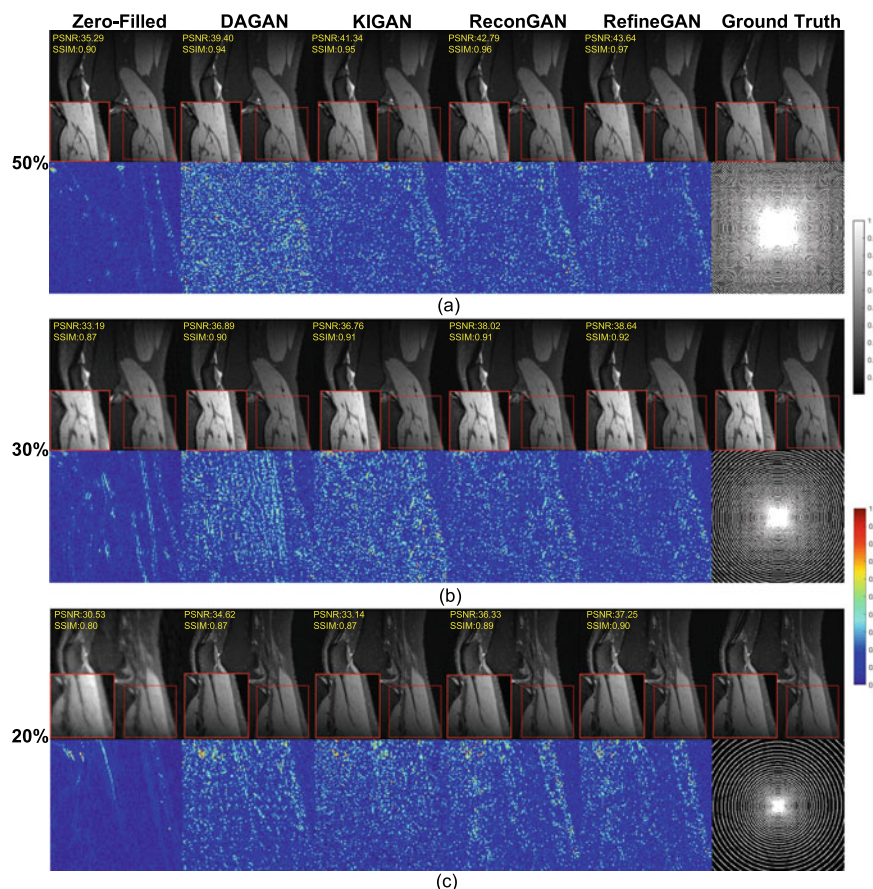 Zero-Filled DAGAN KIGAN ReconGAN RefineGAN Ground Truth
PSNR:35.29 PSNR:39.40 PSNR:41.34 PSNR:42.79 PSNR:43.64
SSIM:0.90 SSIM:0.94 SSIM:0.95 SSIM:0.96 SSIM:0.97
50%
(a)
PSNR:33.19 PSNR:36.89 PSNR:36.76 PSNR:38.02 PSNR:38.64
SSIM:0.87 SSIM:0.90 SSIM:0.91 SSIM:0.91 SSIM:0.92
30%
(b)
PSNR:30.53 PSNR:34.62 PSNR:33.14 PSNR:36.33 PSNR:37.25
SSIM:0.80 SSIM:0.87 SSIM:0.87 SSIM:0.89 SSIM:0.90
20%
(c)